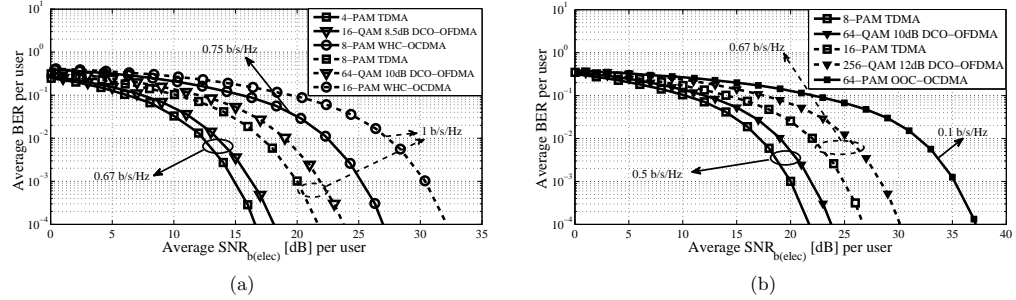 10^1
10^0
10^-1
10^-2
10^-3
10^-4
Average BER per user
0
5
10
15
20
25
30
35
Average SNR_b(elec) [dB] per user
4−PAM TDMA
16−QAM 8.5dB DCO−OFDMA
8−PAM WHC−OCDMA
8−PAM TDMA
64−QAM 10dB DCO−OFDMA
16−PAM WHC−OCDMA
0.75 b/s/Hz
1 b/s/Hz
0.67 b/s/Hz
(a)
10^2
10^1
10^0
10^-1
10^-2
10^-3
10^-4
Average BER per user
0
5
10
15
20
25
30
35
40
Average SNR_b(elec) [dB] per user
8−PAM TDMA
64−QAM 10dB DCO−OFDMA
16−PAM TDMA
256−QAM 12dB DCO−OFDMA
64−PAM OOC−OCDMA
0.67 b/s/Hz
0.1 b/s/Hz
0.5 b/s/Hz
(b)